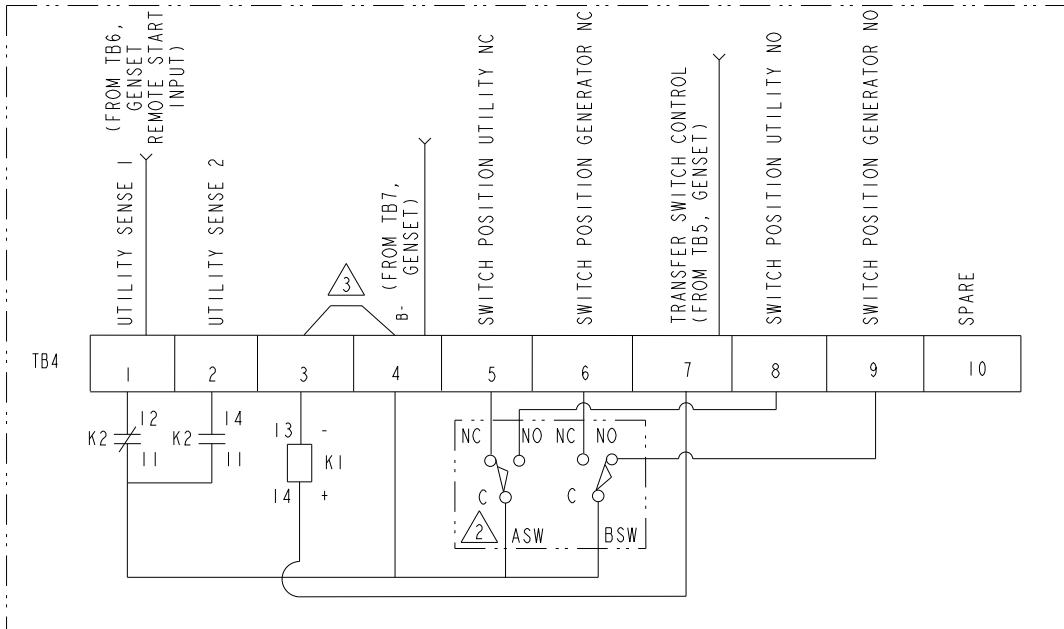 (FROM TB6,
GENSET
REMOTE START
INPUT)
UTILITY SENSE 1
UTILITY SENSE 2
3
B-
(FROM TB7,
GENSET)
SWITCH POSITION UTILITY NC
SWITCH POSITION GENERATOR NC
TRANSFER SWITCH CONTROL
(FROM TB5, GENSET)
SWITCH POSITION UTILITY NO
SWITCH POSITION GENERATOR NO
SPARE
TB4
1 2 3 4 5 6 7 8 9 10
K2 12 11
K2 14 11
13 -
K1
14 +
NC NO NC NO
C C
2 ASW BSW